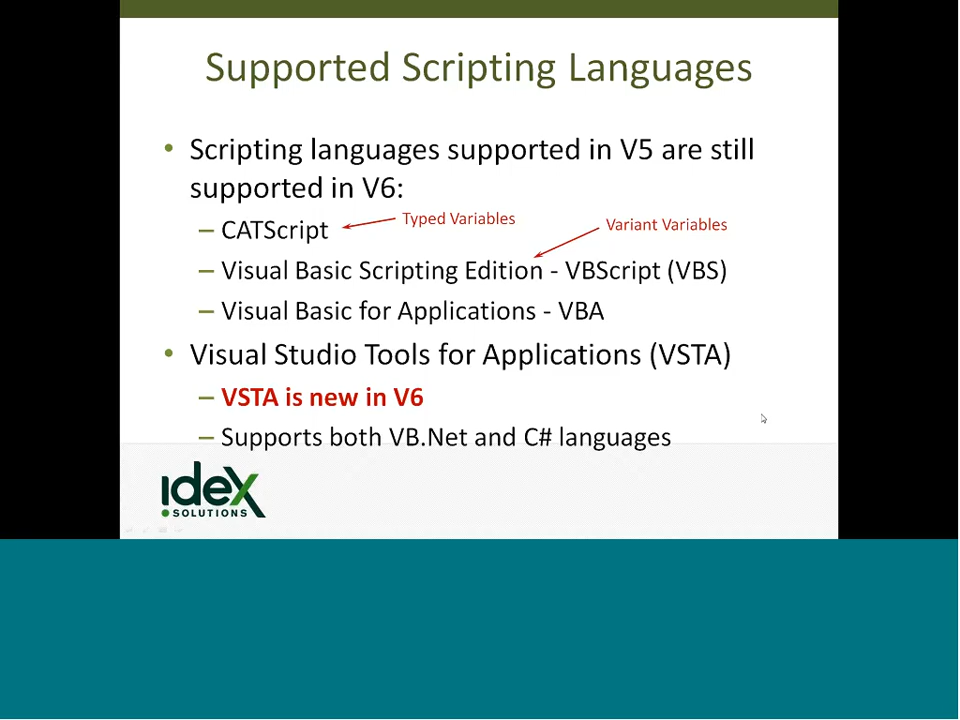 Supported Scripting Languages
• Scripting languages supported in V5 are still
supported in V6:
– CATScript
Typed Variables
Variant Variables
– Visual Basic Scripting Edition - VBScript (VBS)
– Visual Basic for Applications - VBA
• Visual Studio Tools for Applications (VSTA)
– VSTA is new in V6
– Supports both VB.Net and C# languages
ideX
SOLUTIONS